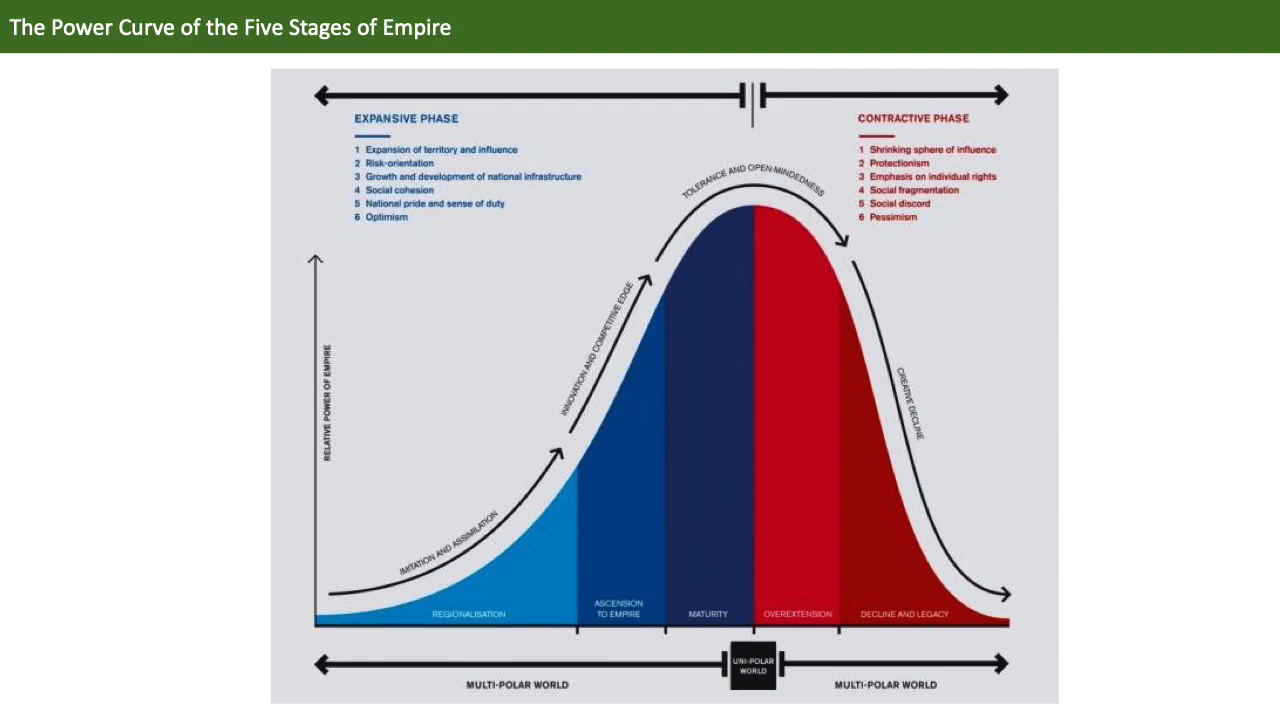 The Power Curve of the Five Stages of Empire
EXPANSIVE PHASE
1 Expansion of territory and influence
2 Risk-orientation
3 Growth and development of national infrastructure
4 Social cohesion
5 National pride and sense of duty
6 Optimism
CONTRACTIVE PHASE
1 Shrinking sphere of influence
2 Protectionism
3 Emphasis on individual rights
4 Social fragmentation
5 Social discord
6 Pessimism
TOLERANCE AND OPEN-MINDEDNESS
INNOVATION AND COMPETITIVE EDGE
RELATIVE POWER OF EMPIRE
CREATIVE DECLINE
IMITATION AND ASSIMILATION
REGIONALISATION
ASCENSION
TO EMPIRE
MATURITY
OVEREXTENSION
DECLINE AND LEGACY
UNI-POLAR
WORLD
MULTI-POLAR WORLD
MULTI-POLAR WORLD